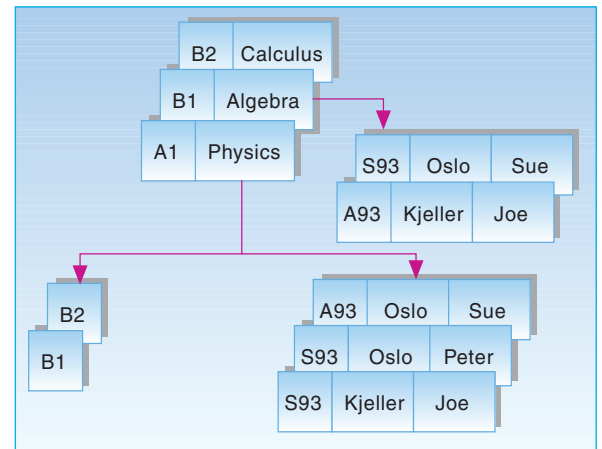 B2 Calculus
B1 Algebra
A1 Physics
S93 Oslo Sue
A93 Kjeller Joe
B2
B1
A93 Oslo Sue
S93 Oslo Peter
S93 Kjeller Joe